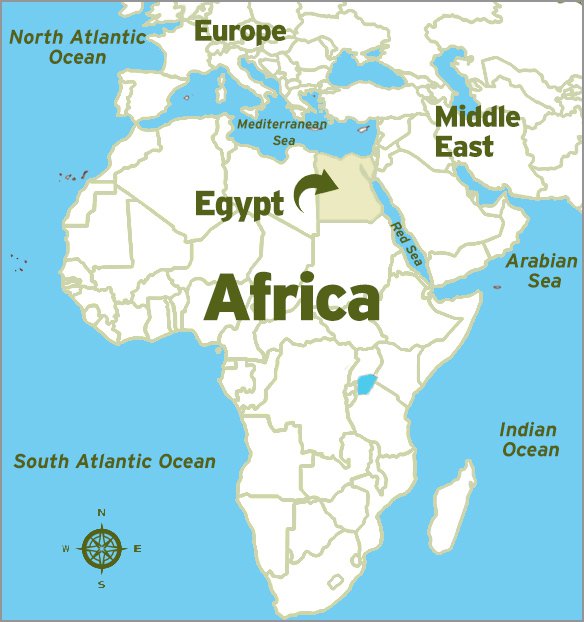 Europe
North Atlantic
Ocean
Middle
East
Mediterranean
Sea
Egypt
Red Sea
Arabian
Sea
Africa
Indian
Ocean
South Atlantic Ocean
N
W
E
S